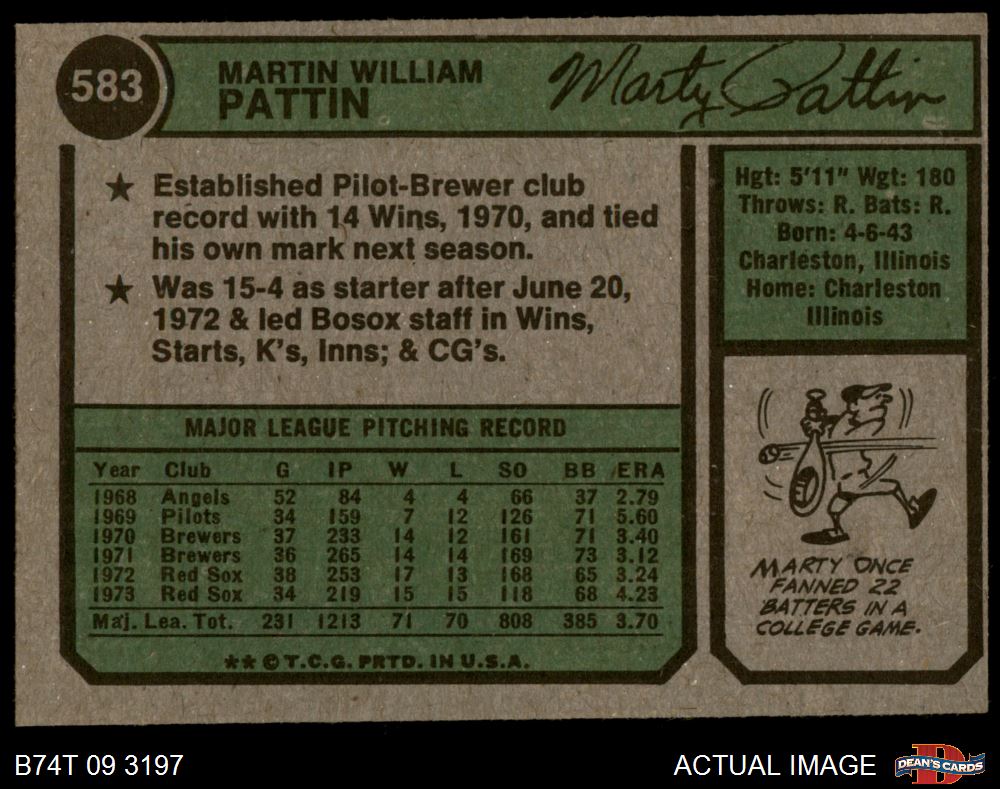 583
MARTIN WILLIAM
PATTIN
Marty Pattin
★ Established Pilot-Brewer club
record with 14 Wins, 1970, and tied
his own mark next season.
★ Was 15-4 as starter after June 20,
1972 & led Bosox staff in Wins,
Starts, K's, Inns; & CG's.
Hgt: 5'11" Wgt: 180
Throws: R. Bats: R.
Born: 4-6-43
Charleston, Illinois
Home: Charleston
Illinois
MAJOR LEAGUE PITCHING RECORD
Year Club G IP W L SO BB ERA
1968 Angels 52 84 4 4 66 37 2.79
1969 Pilots 34 159 7 12 126 71 5.60
1970 Brewers 37 233 14 12 161 71 3.40
1971 Brewers 36 265 14 14 169 73 3.12
1972 Red Sox 38 253 17 13 168 65 3.24
1973 Red Sox 34 219 15 15 118 68 4.23
Maj. Lea. Tot. 231 1213 71 70 808 385 3.70
★★ © T.C.G. PRTD. IN U.S.A.
MARTY ONCE
FANNED 22
BATTERS IN A
COLLEGE GAME.
B74T 09 3197
ACTUAL IMAGE
D
DEAN'S CARDS